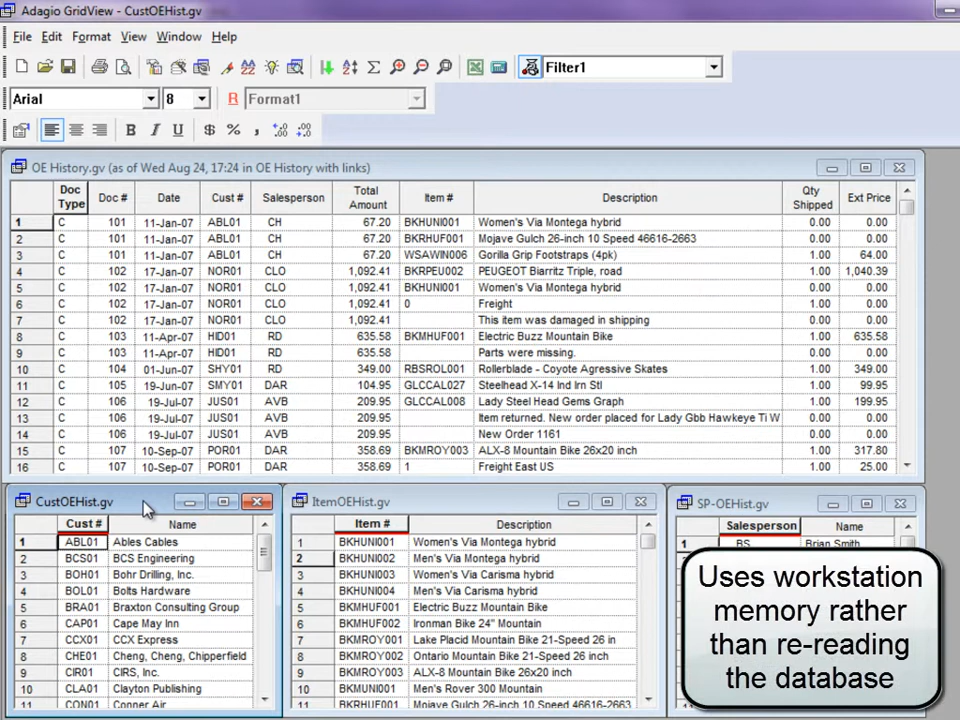 Adagio GridView - CustOEHist.gv
File Edit Format View Window Help
Filter1
Arial 8 R Format1
B I U $ % , .00 .00
OE History.gv (as of Wed Aug 24, 17:24 in OE History with links)
Doc Type Doc # Date Cust # Salesperson Total Amount Item # Description Qty Shipped Ext Price
1 C 101 11-Jan-07 ABL01 CH 67.20 BKHUNI001 Women's Via Montega hybrid 0.00 0.00
2 C 101 11-Jan-07 ABL01 CH 67.20 BKRHUF001 Mojave Gulch 26-inch 10 Speed 46616-2663 0.00 0.00
3 C 101 11-Jan-07 ABL01 CH 67.20 WSAWIN006 Gorilla Grip Footstraps (4pk) 1.00 64.00
4 C 102 17-Jan-07 NOR01 CLO 1,092.41 BKRPEU002 PEUGEOT Biarritz Triple, road 1.00 1,040.39
5 C 102 17-Jan-07 NOR01 CLO 1,092.41 BKHUNI001 Women's Via Montega hybrid 0.00 0.00
6 C 102 17-Jan-07 NOR01 CLO 1,092.41 0 Freight 1.00 0.00
7 C 102 17-Jan-07 NOR01 CLO 1,092.41 This item was damaged in shipping 0.00 0.00
8 C 103 11-Apr-07 HID01 RD 635.58 BKMHUF001 Electric Buzz Mountain Bike 1.00 635.58
9 C 103 11-Apr-07 HID01 RD 635.58 Parts were missing. 0.00 0.00
10 C 104 01-Jun-07 SHY01 RD 349.00 RBSROL001 Rollerblade - Coyote Agressive Skates 1.00 349.00
11 C 105 19-Jun-07 SMY01 DAR 104.95 GLCCAL027 Steelhead X-14 Ind Irn Stl 1.00 99.95
12 C 106 19-Jul-07 JUS01 AVB 209.95 GLCCAL008 Lady Steel Head Gems Graph 1.00 199.95
13 C 106 19-Jul-07 JUS01 AVB 209.95 Item returned. New order placed for Lady Gbb Hawkeye Ti W 0.00 0.00
14 C 106 19-Jul-07 JUS01 AVB 209.95 New Order 1161 0.00 0.00
15 C 107 10-Sep-07 POR01 DAR 358.69 BKMROY003 ALX-8 Mountain Bike 26x20 inch 1.00 317.80
16 C 107 10-Sep-07 POR01 DAR 358.69 1 Freight East US 1.00 25.00
CustOEHist.gv
Cust # Name
1 ABL01 Ables Cables
2 BCS01 BCS Engineering
3 BOH01 Bohr Drilling, Inc.
4 BOL01 Bolts Hardware
5 BRA01 Braxton Consulting Group
6 CAP01 Cape May Inn
7 CCX01 CCX Express
8 CHE01 Cheng, Cheng, Chipperfield
9 CIR01 CIRS, Inc.
10 CLA01 Clayton Publishing
11 CON01 Conner Air
ItemOEHist.gv
Item # Description
1 BKHUNI001 Women's Via Montega hybrid
2 BKHUNI002 Men's Via Montega hybrid
3 BKHUNI003 Women's Via Carisma hybrid
4 BKHUNI004 Men's Via Carisma hybrid
5 BKMHUF001 Electric Buzz Mountain Bike
6 BKMHUF003 Ironman Bike 24" Mountain
7 BKMROY001 Lake Placid Mountain Bike 21-Speed 26 in
8 BKMROY002 Ontario Mountain Bike 21-Speed 26 inch
9 BKMROY003 ALX-8 Mountain Bike 26x20 inch
10 BKMUNI001 Men's Rover 300 Mountain
11 BKMUNI002 Women's Rover 300 Mountain
SP-OEHist.gv
Salesperson Name
1 BS Brian Smith
Uses workstation
memory rather
than re-reading
the database